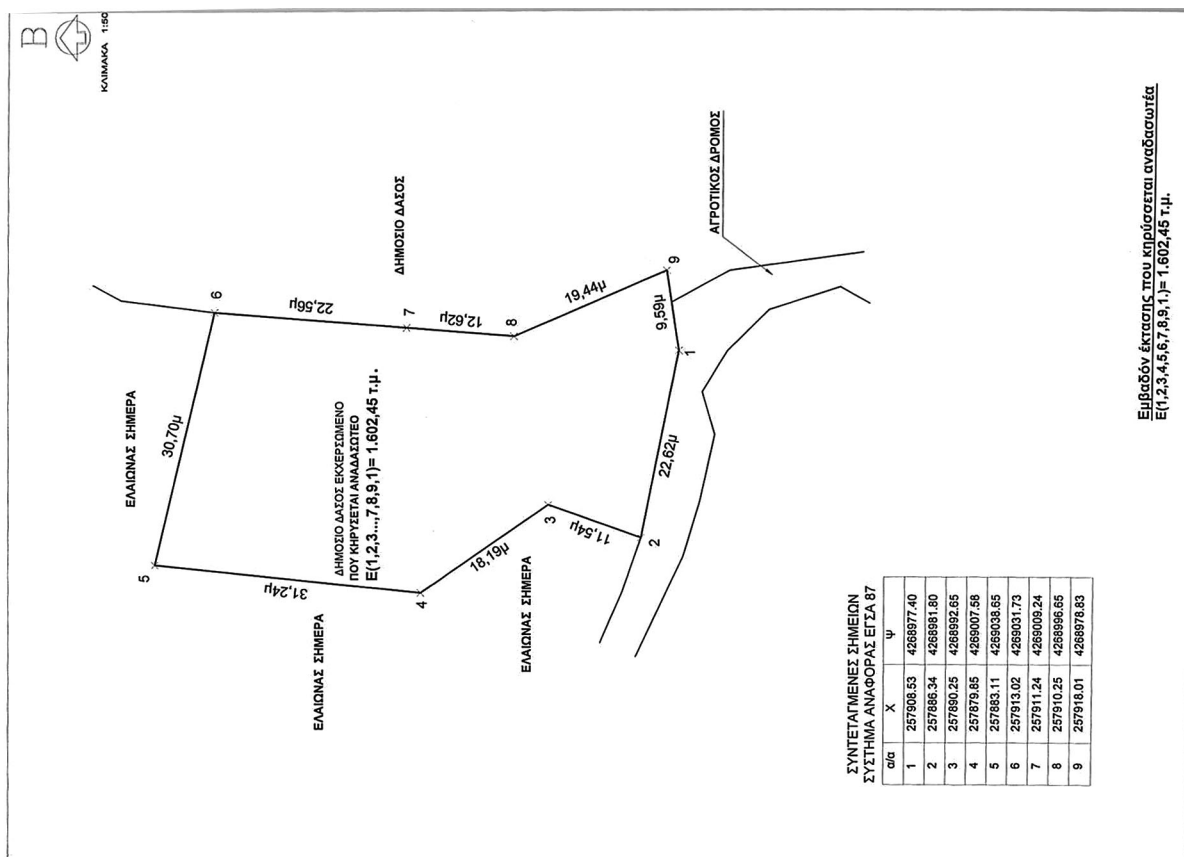 Β
ΚΛΙΜΑΚΑ 1:50
ΕΛΑΙΩΝΑΣ ΣΗΜΕΡΑ
5
30,70μ
6
22,56μ
ΔΗΜΟΣΙΟ ΔΑΣΟΣ
7
12,62μ
8
31,24μ
ΕΛΑΙΩΝΑΣ ΣΗΜΕΡΑ
ΔΗΜΟΣΙΟ ΔΑΣΟΣ ΕΚΧΕΡΣΩΜΕΝΟ
ΠΟΥ ΚΗΡΥΣΕΤΑΙ ΑΝΑΔΑΣΩΤΕΟ
Ε(1,2,3...,7,8,9,1)= 1.602,45 τ.μ.
4
18,19μ
3
ΕΛΑΙΩΝΑΣ ΣΗΜΕΡΑ
11,54μ
2
22,62μ
1
9,59μ
9
19,44μ
ΑΓΡΟΤΙΚΟΣ ΔΡΟΜΟΣ
ΣΥΝΤΕΤΑΓΜΕΝΕΣ ΣΗΜΕΙΩΝ
ΣΥΣΤΗΜΑ ΑΝΑΦΟΡΑΣ ΕΓΣΑ 87
α/α Χ Ψ
1 257908.53 4268977.40
2 257886.34 4268981.80
3 257890.25 4268992.65
4 257879.85 4269007.58
5 257883.11 4269038.65
6 257913.02 4269031.73
7 257911.24 4269009.24
8 257910.25 4268996.65
9 257918.01 4268978.83
Εμβαδόν έκτασης που κηρύσσεται αναδασωτέα
Ε(1,2,3,4,5,6,7,8,9,1.)= 1.602,45 τ.μ.